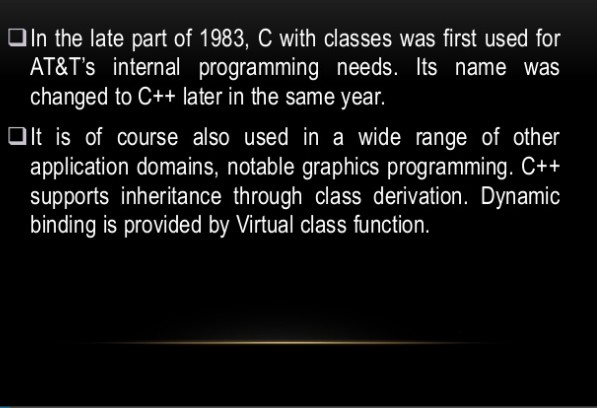 ❑In the late part of 1983, C with classes was first used for
AT&T's internal programming needs. Its name was
changed to C++ later in the same year.
❑It is of course also used in a wide range of other
application domains, notable graphics programming. C++
supports inheritance through class derivation. Dynamic
binding is provided by Virtual class function.